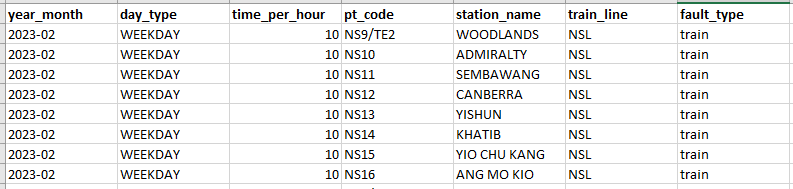 year_month day_type time_per_hour pt_code station_name train_line fault_type
2023-02 WEEKDAY 10 NS9/TE2 WOODLANDS NSL train
2023-02 WEEKDAY 10 NS10 ADMIRALTY NSL train
2023-02 WEEKDAY 10 NS11 SEMBAWANG NSL train
2023-02 WEEKDAY 10 NS12 CANBERRA NSL train
2023-02 WEEKDAY 10 NS13 YISHUN NSL train
2023-02 WEEKDAY 10 NS14 KHATIB NSL train
2023-02 WEEKDAY 10 NS15 YIO CHU KANG NSL train
2023-02 WEEKDAY 10 NS16 ANG MO KIO NSL train